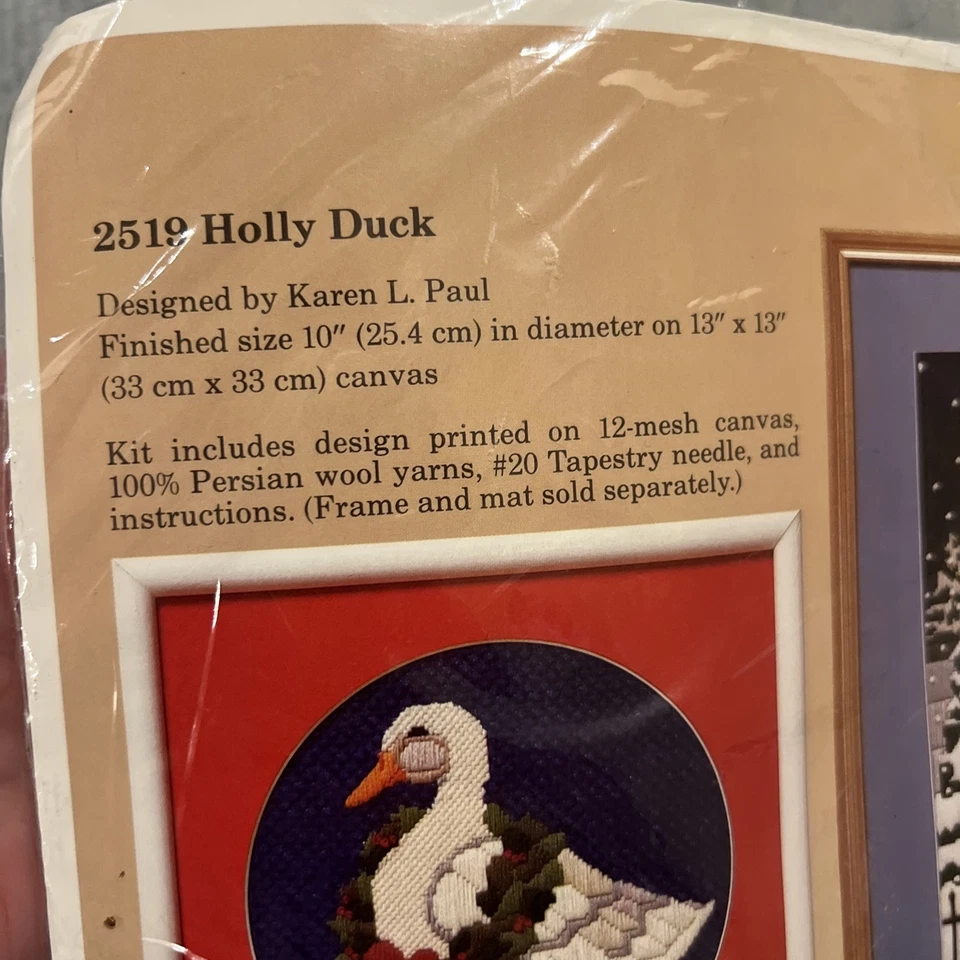 2519 Holly Duck
Designed by Karen L. Paul
Finished size 10″ (25.4 cm) in diameter on 13″ x 13″
(33 cm x 33 cm) canvas
Kit includes design printed on 12-mesh canvas,
100% Persian wool yarns, #20 Tapestry needle, and
instructions. (Frame and mat sold separately.)